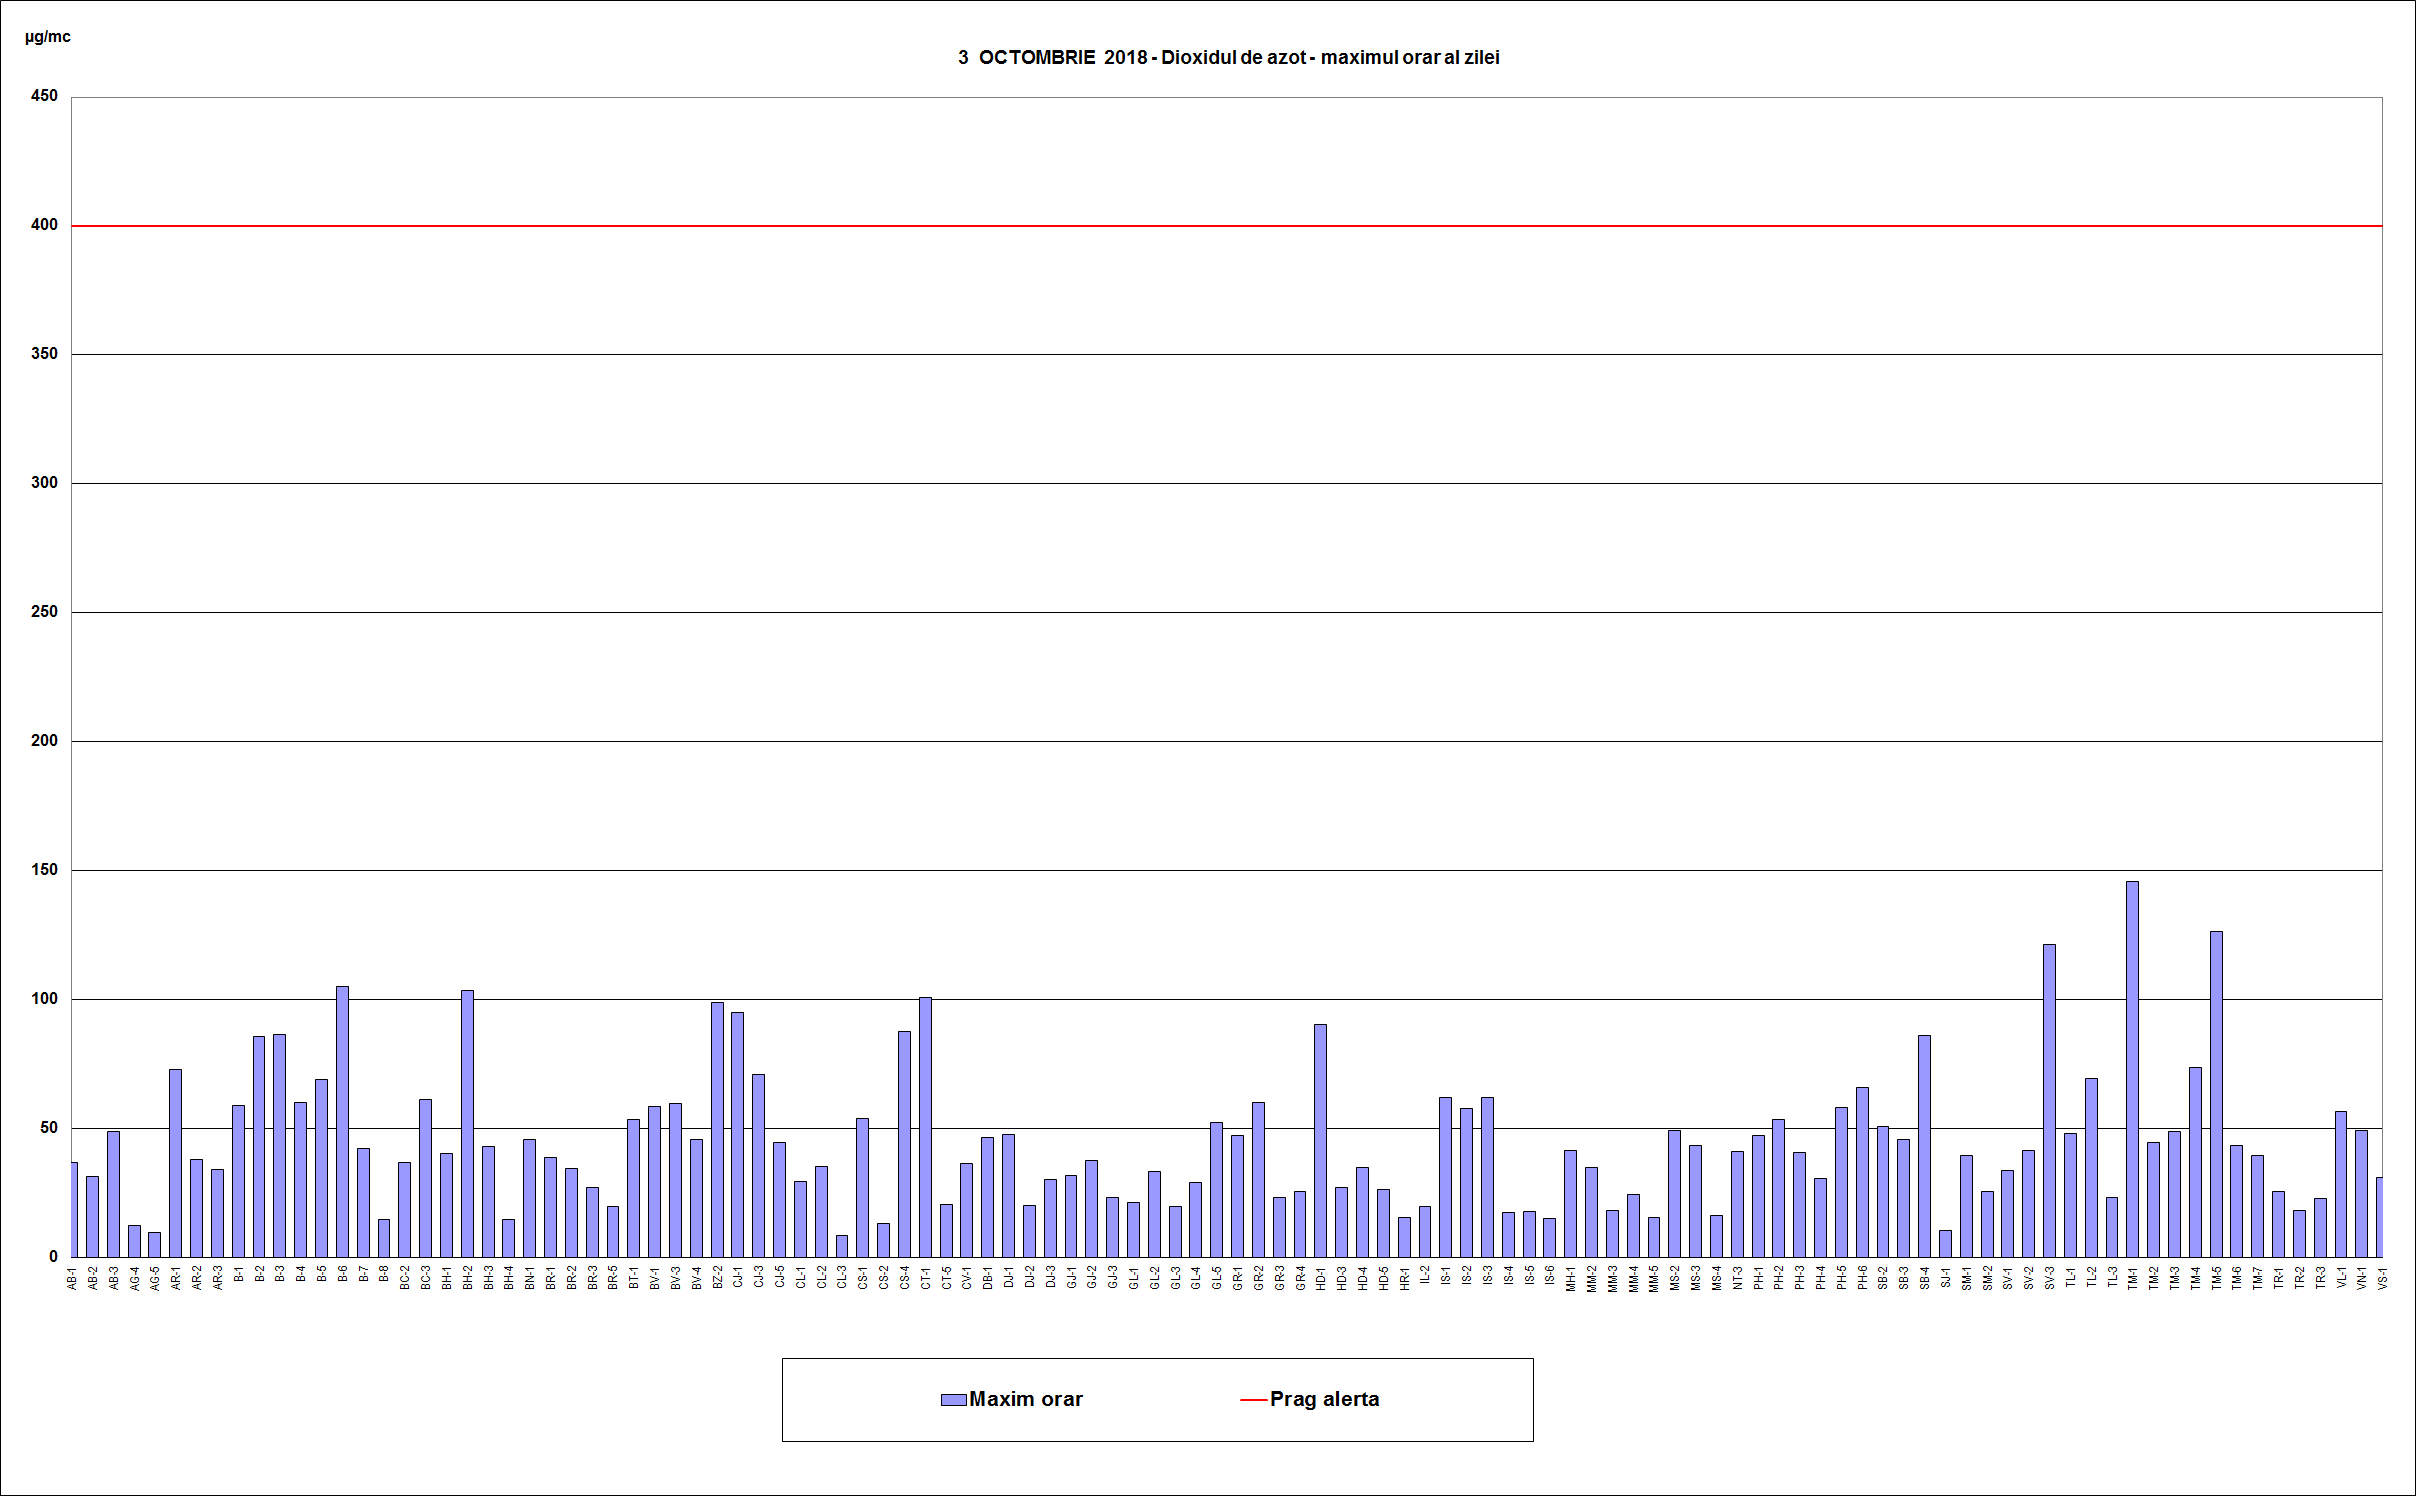 µg/mc
3 OCTOMBRIE 2018 - Dioxidul de azot - maximul orar al zilei
450
400
350
300
250
200
150
100
50
0
AB-1 AB-2 AB-3 AG-4 AG-5 AR-1 AR-2 AR-3 B-1 B-2 B-3 B-4 B-5 B-6 B-7 B-8 BC-2 BC-3 BH-1 BH-2 BH-3 BH-4 BN-1 BR-1 BR-2 BR-3 BR-5 BT-1 BV-1 BV-3 BV-4 BZ-2 CJ-1 CJ-3 CJ-5 CL-1 CL-2 CL-3 CS-1 CS-2 CS-4 CT-1 CT-5 CV-1 DB-1 DJ-1 DJ-2 DJ-3 GJ-1 GJ-2 GJ-3 GL-1 GL-2 GL-3 GL-4 GL-5 GR-1 GR-2 GR-3 GR-4 HD-1 HD-3 HD-4 HD-5 HR-1 IL-2 IS-1 IS-2 IS-3 IS-4 IS-5 IS-6 MH-1 MM-2 MM-3 MM-4 MM-5 MS-2 MS-3 MS-4 NT-3 PH-1 PH-2 PH-3 PH-4 PH-5 PH-6 SB-2 SB-3 SB-4 SJ-1 SM-1 SM-2 SV-1 SV-2 SV-3 TL-1 TL-2 TL-3 TM-1 TM-2 TM-3 TM-4 TM-5 TM-6 TM-7 TR-1 TR-2 TR-3 VL-1 VN-1 VS-1
Maxim orar Prag alerta